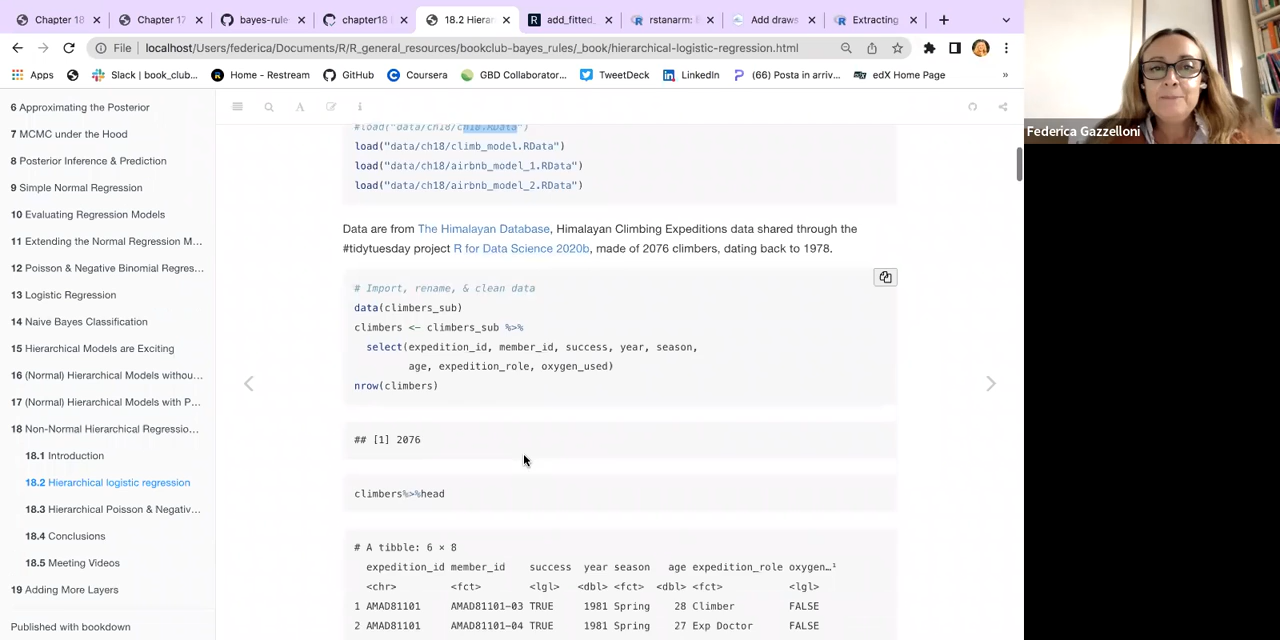 Chapter 18
Chapter 17
bayes-rule
chapter18
18.2 Hierar
add_fitted_
rstanarm: E
Add draws
Extracting
File | localhost/Users/federica/Documents/R/R_general_resources/bookclub-bayes_rules/_book/hierarchical-logistic-regression.html
Apps
Slack | book_club...
Home - Restream
GitHub
Coursera
GBD Collaborator...
TweetDeck
LinkedIn
(66) Posta in arriv...
edX Home Page
»
6 Approximating the Posterior
7 MCMC under the Hood
8 Posterior Inference & Prediction
9 Simple Normal Regression
10 Evaluating Regression Models
11 Extending the Normal Regression M...
12 Poisson & Negative Binomial Regres...
13 Logistic Regression
14 Naive Bayes Classification
15 Hierarchical Models are Exciting
16 (Normal) Hierarchical Models withou...
17 (Normal) Hierarchical Models with P...
18 Non-Normal Hierarchical Regressio...
18.1 Introduction
18.2 Hierarchical logistic regression
18.3 Hierarchical Poisson & Negativ...
18.4 Conclusions
18.5 Meeting Videos
19 Adding More Layers
Published with bookdown
#load("data/ch18/ch18.RData")
load("data/ch18/climb_model.RData")
load("data/ch18/airbnb_model_1.RData")
load("data/ch18/airbnb_model_2.RData")
Data are from The Himalayan Database, Himalayan Climbing Expeditions data shared through the
#tidytuesday project R for Data Science 2020b, made of 2076 climbers, dating back to 1978.
# Import, rename, & clean data
data(climbers_sub)
climbers <- climbers_sub %>%
select(expedition_id, member_id, success, year, season,
age, expedition_role, oxygen_used)
nrow(climbers)
## [1] 2076
climbers%>%head
# A tibble: 6 × 8
expedition_id member_id success year season age expedition_role oxygen…¹
<chr> <fct> <lgl> <dbl> <fct> <dbl> <fct> <lgl>
1 AMAD81101 AMAD81101-03 TRUE 1981 Spring 28 Climber FALSE
2 AMAD81101 AMAD81101-04 TRUE 1981 Spring 27 Exp Doctor FALSE
Federica Gazzelloni